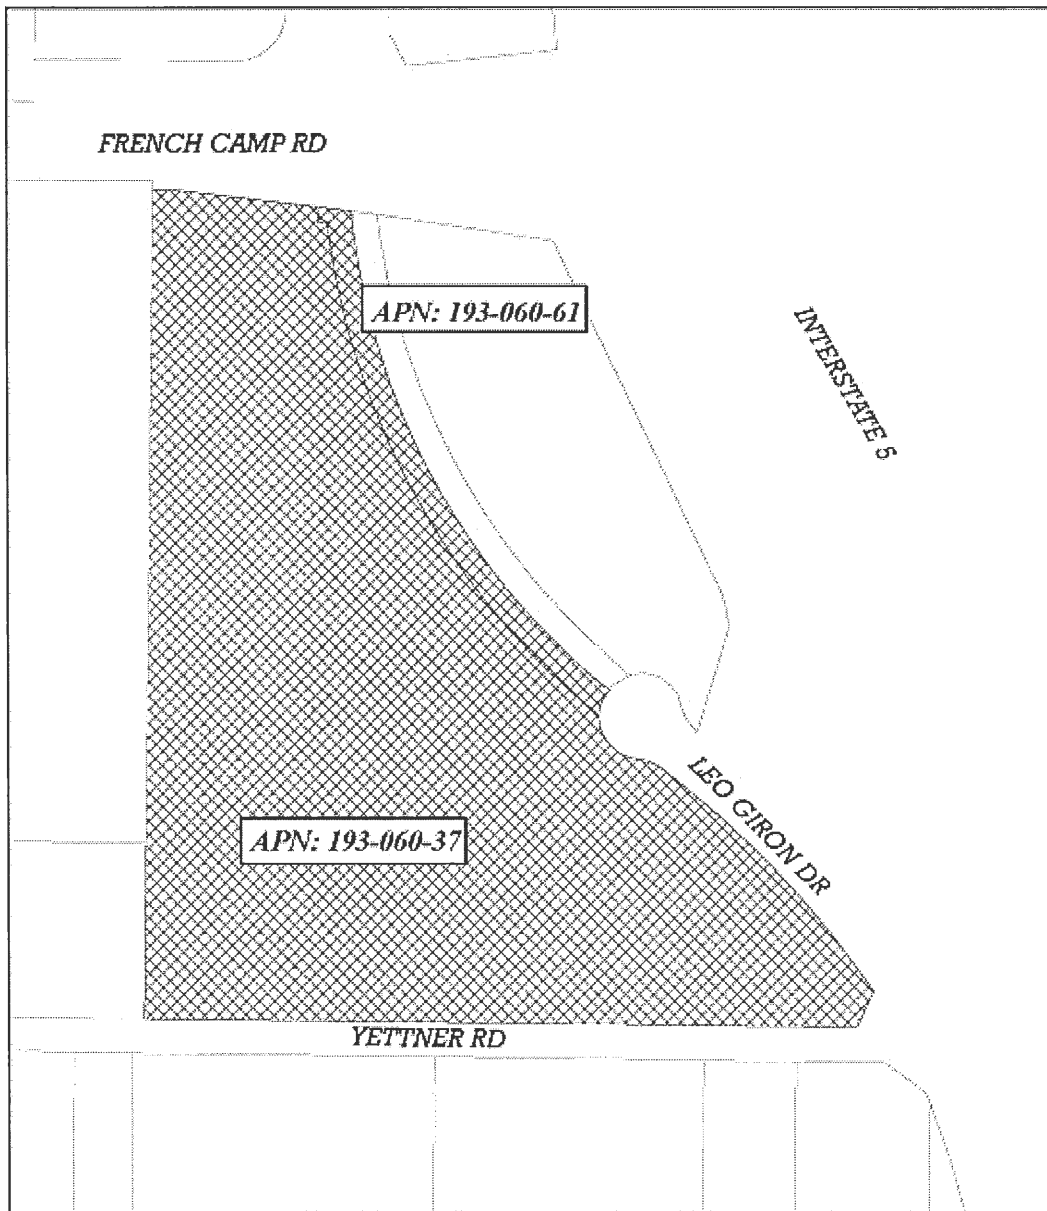 FRENCH CAMP RD
APN: 193-060-61
INTERSTATE 5
LEO GIRON DR
APN: 193-060-37
YETTNER RD